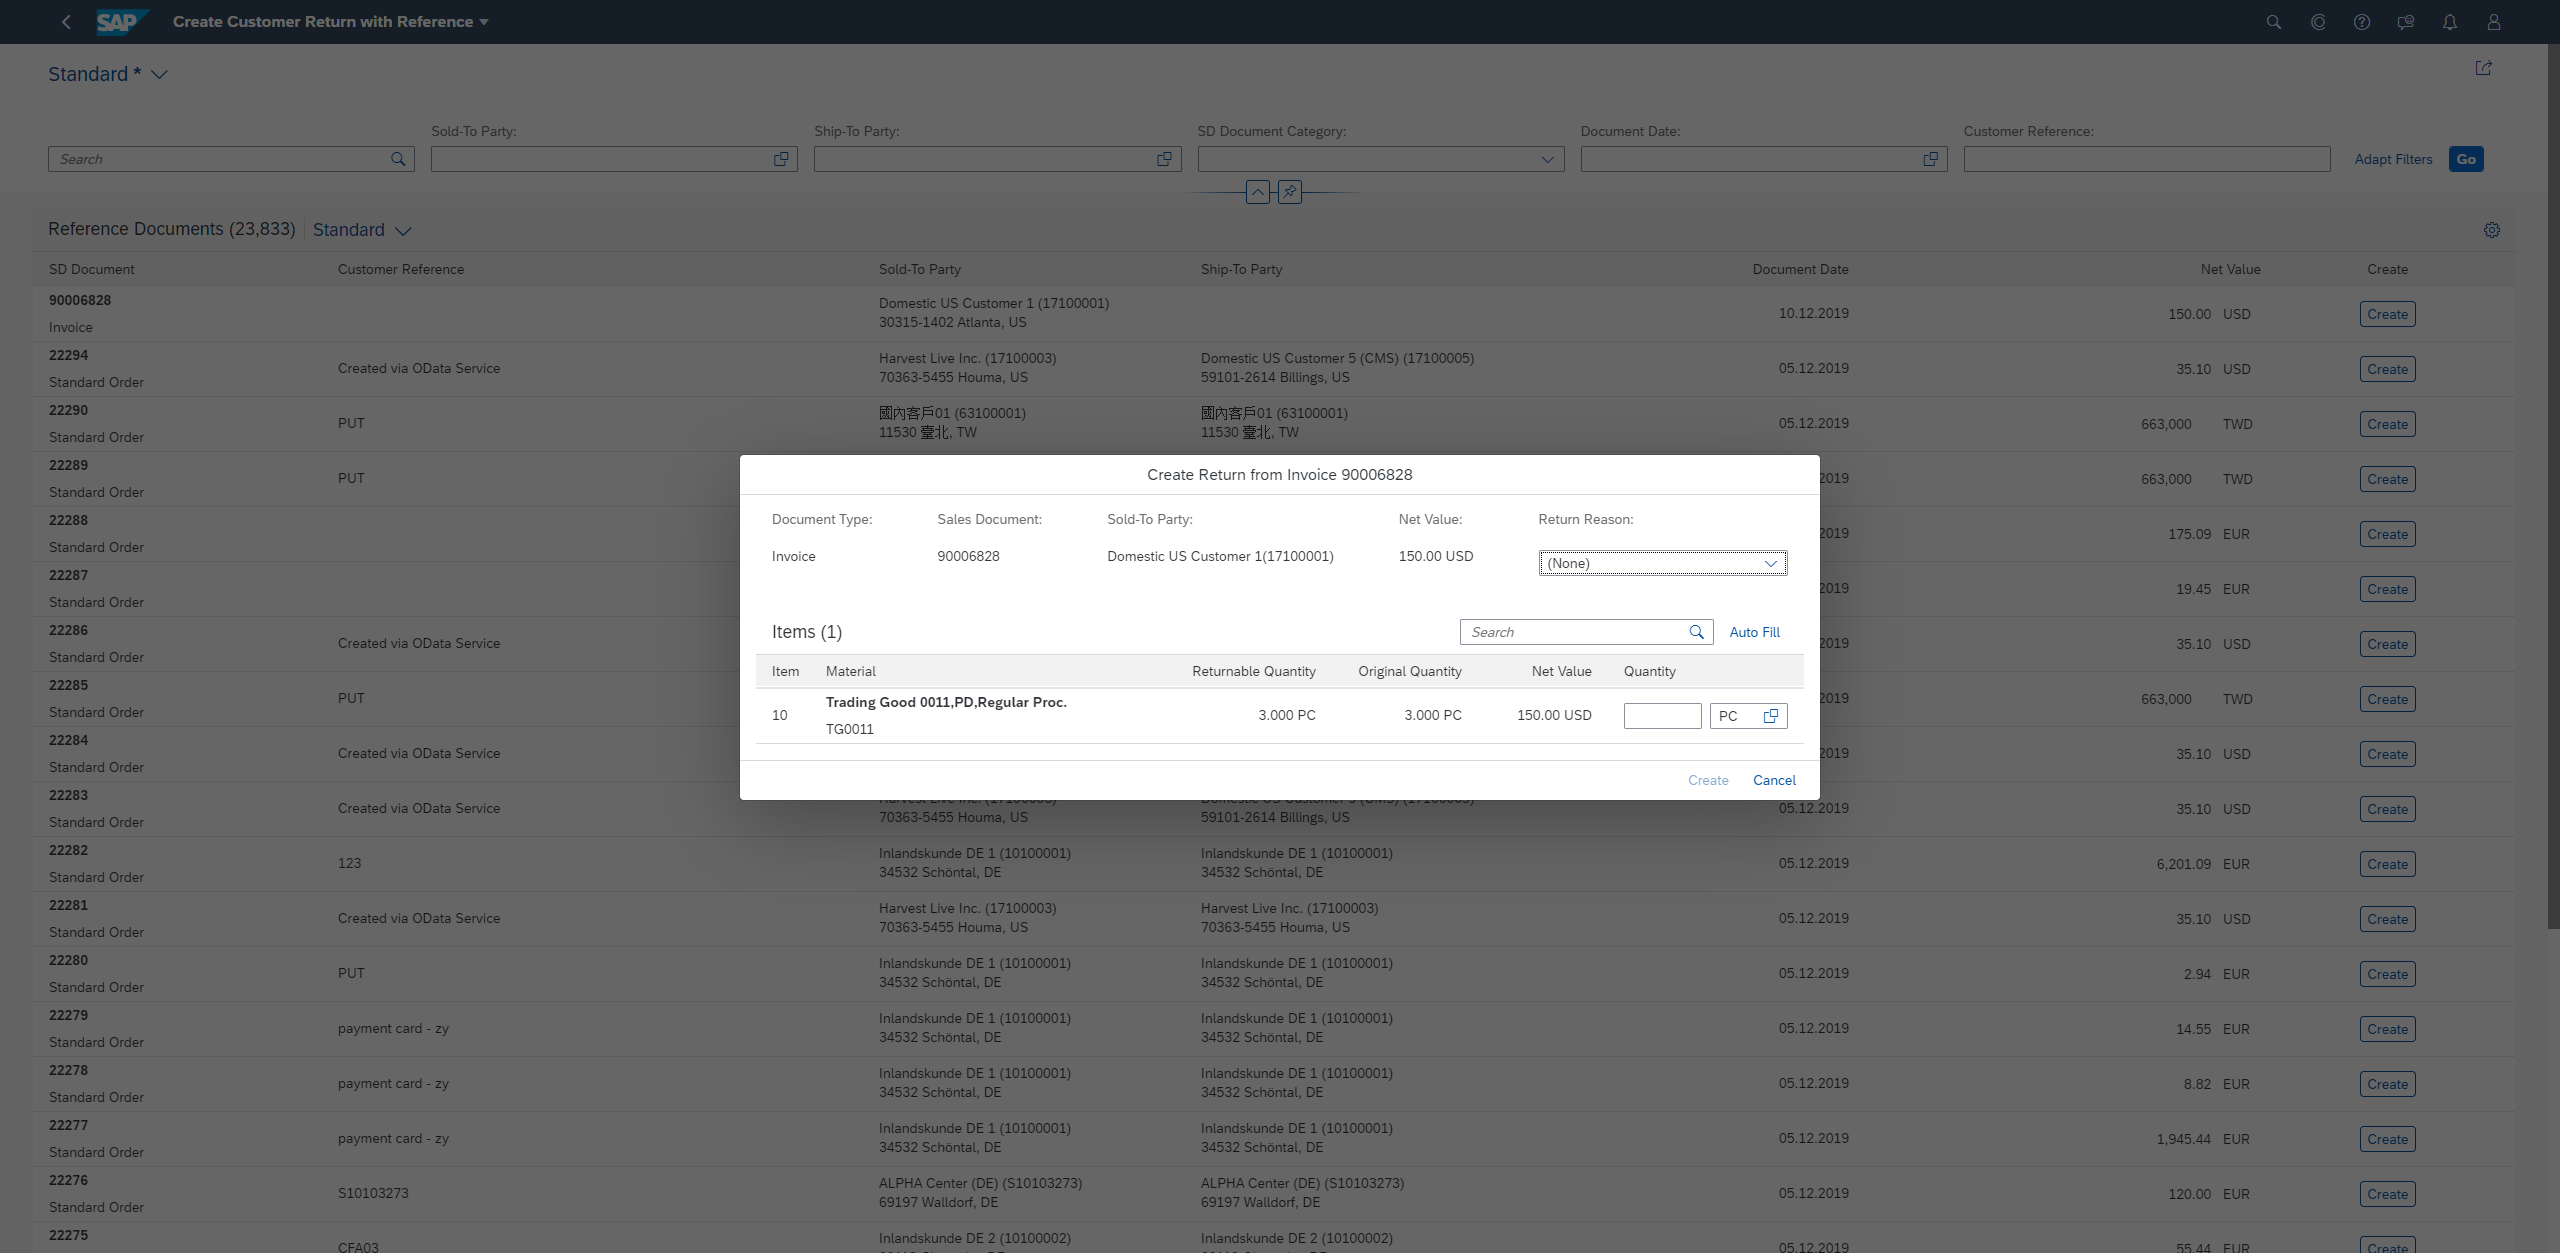 SAP Create Customer Return with Reference
Standard *
Sold-To Party: Ship-To Party: SD Document Category: Document Date: Customer Reference:
Search Adapt Filters Go
Reference Documents (23,833) Standard
SD Document Customer Reference Sold-To Party Ship-To Party Document Date Net Value Create
90006828
Invoice
Domestic US Customer 1 (17100001)
30315-1402 Atlanta, US
10.12.2019 150.00 USD Create
22294
Standard Order
Created via OData Service
Harvest Live Inc. (17100003)
70363-5455 Houma, US
Domestic US Customer 5 (CMS) (17100005)
59101-2614 Billings, US
05.12.2019 35.10 USD Create
22290
Standard Order
PUT
國內客戶01 (63100001)
11530 臺北, TW
國內客戶01 (63100001)
11530 臺北, TW
05.12.2019 663,000 TWD Create
22289
Standard Order
PUT
2019 663,000 TWD Create
22288
Standard Order
2019 175.09 EUR Create
22287
Standard Order
2019 19.45 EUR Create
22286
Standard Order
Created via OData Service
2019 35.10 USD Create
22285
Standard Order
PUT
2019 663,000 TWD Create
22284
Standard Order
Created via OData Service
2019 35.10 USD Create
Create Return from Invoice 90006828
Document Type: Sales Document: Sold-To Party: Net Value: Return Reason:
Invoice 90006828 Domestic US Customer 1(17100001) 150.00 USD (None)
Items (1) Search Auto Fill
Item Material Returnable Quantity Original Quantity Net Value Quantity
10 Trading Good 0011,PD,Regular Proc. 3.000 PC 3.000 PC 150.00 USD PC
TG0011
Create Cancel
22283
Standard Order
Created via OData Service
Harvest Live Inc. (17100003)
70363-5455 Houma, US
Domestic US Customer 5 (CMS) (17100005)
59101-2614 Billings, US
05.12.2019 35.10 USD Create
22282
Standard Order
123
Inlandskunde DE 1 (10100001)
34532 Schöntal, DE
Inlandskunde DE 1 (10100001)
34532 Schöntal, DE
05.12.2019 6,201.09 EUR Create
22281
Standard Order
Created via OData Service
Harvest Live Inc. (17100003)
70363-5455 Houma, US
Harvest Live Inc. (17100003)
70363-5455 Houma, US
05.12.2019 35.10 USD Create
22280
Standard Order
PUT
Inlandskunde DE 1 (10100001)
34532 Schöntal, DE
Inlandskunde DE 1 (10100001)
34532 Schöntal, DE
05.12.2019 2.94 EUR Create
22279
Standard Order
payment card - zy
Inlandskunde DE 1 (10100001)
34532 Schöntal, DE
Inlandskunde DE 1 (10100001)
34532 Schöntal, DE
05.12.2019 14.55 EUR Create
22278
Standard Order
payment card - zy
Inlandskunde DE 1 (10100001)
34532 Schöntal, DE
Inlandskunde DE 1 (10100001)
34532 Schöntal, DE
05.12.2019 8.82 EUR Create
22277
Standard Order
payment card - zy
Inlandskunde DE 1 (10100001)
34532 Schöntal, DE
Inlandskunde DE 1 (10100001)
34532 Schöntal, DE
05.12.2019 1,945.44 EUR Create
22276
Standard Order
S10103273
ALPHA Center (DE) (S10103273)
69197 Walldorf, DE
ALPHA Center (DE) (S10103273)
69197 Walldorf, DE
05.12.2019 120.00 EUR Create
22275
CFA03
Inlandskunde DE 2 (10100002)
Inlandskunde DE 2 (10100002)
05.12.2019 55.44 EUR Create